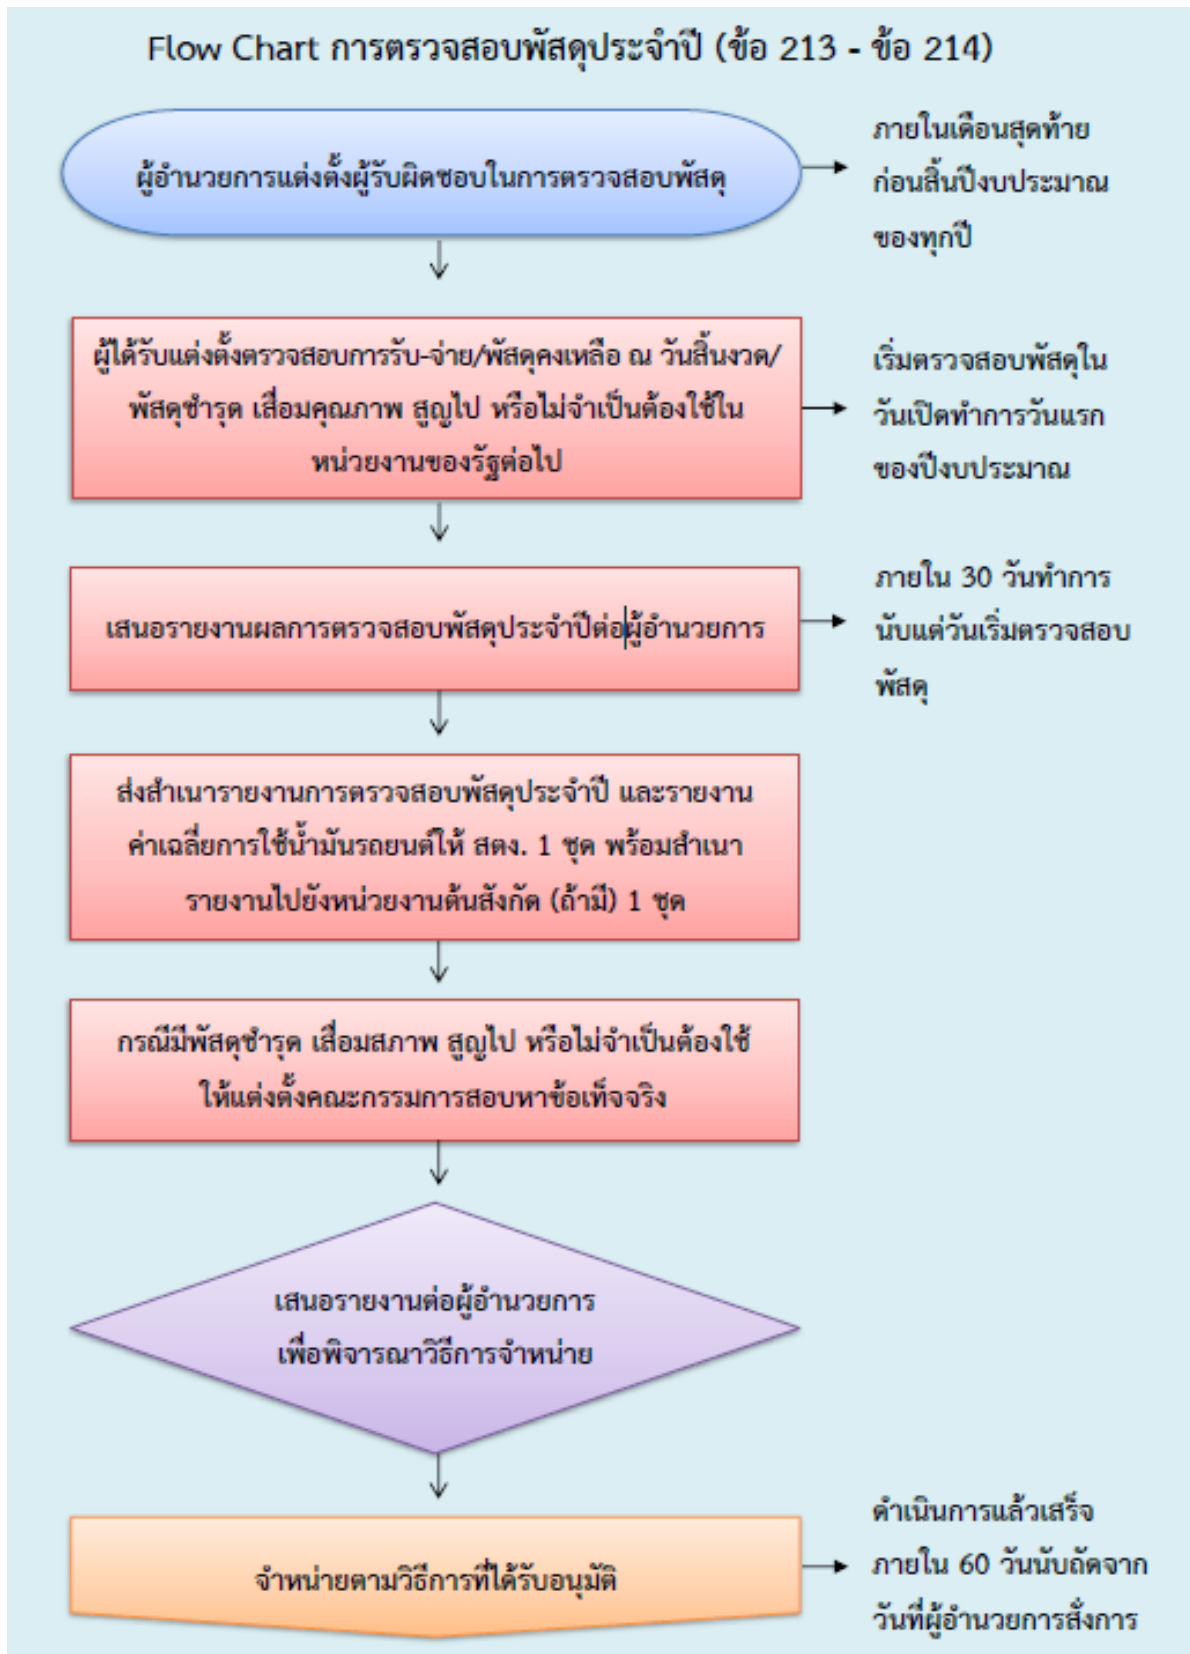 Flow Chart การตรวจสอบพัสดุประจำปี (ข้อ 213 - ข้อ 214)
ผู้อำนวยการแต่งตั้งผู้รับผิดชอบในการตรวจสอบพัสดุ
ภายในเดือนสุดท้าย
ก่อนสิ้นปีงบประมาณ
ของทุกปี
ผู้ได้รับแต่งตั้งตรวจสอบการรับ-จ่าย/พัสดุคงเหลือ ณ วันสิ้นงวด/
พัสดุชำรุด เสื่อมคุณภาพ สูญไป หรือไม่จำเป็นต้องใช้ใน
หน่วยงานของรัฐต่อไป
เริ่มตรวจสอบพัสดุใน
วันเปิดทำการวันแรก
ของปีงบประมาณ
เสนอรายงานผลการตรวจสอบพัสดุประจำปีต่อผู้อำนวยการ
ภายใน 30 วันทำการ
นับแต่วันเริ่มตรวจสอบ
พัสดุ
ส่งสำเนารายงานการตรวจสอบพัสดุประจำปี และรายงาน
ค่าเฉลี่ยการใช้น้ำมันรถยนต์ให้ สตง. 1 ชุด พร้อมสำเนา
รายงานไปยังหน่วยงานต้นสังกัด (ถ้ามี) 1 ชุด
กรณีมีพัสดุชำรุด เสื่อมสภาพ สูญไป หรือไม่จำเป็นต้องใช้
ให้แต่งตั้งคณะกรรมการสอบหาข้อเท็จจริง
เสนอรายงานต่อผู้อำนวยการ
เพื่อพิจารณาวิธีการจำหน่าย
จำหน่ายตามวิธีการที่ได้รับอนุมัติ
ดำเนินการแล้วเสร็จ
ภายใน 60 วันนับถัดจาก
วันที่ผู้อำนวยการสั่งการ